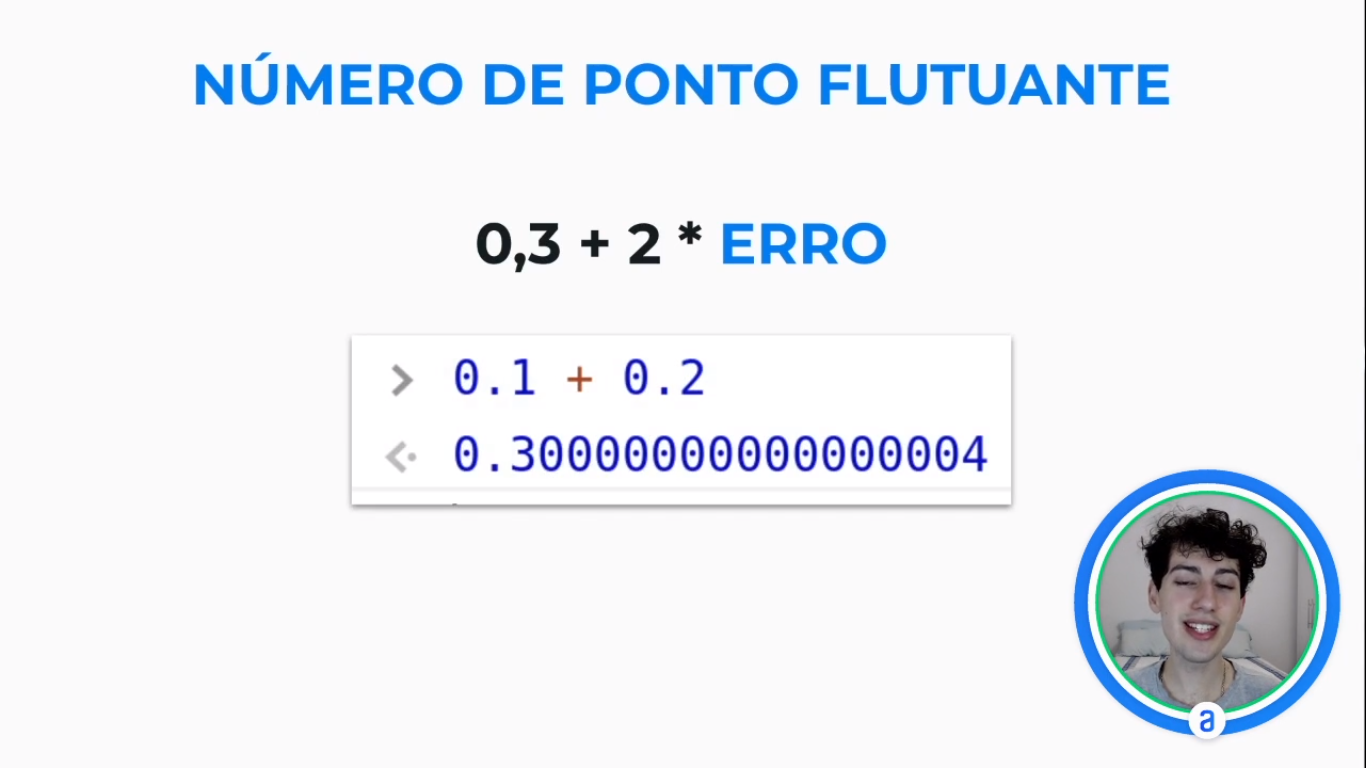 NÚMERO DE PONTO FLUTUANTE
0,3 + 2 * ERRO
> 0.1 + 0.2
<· 0.30000000000000004
a